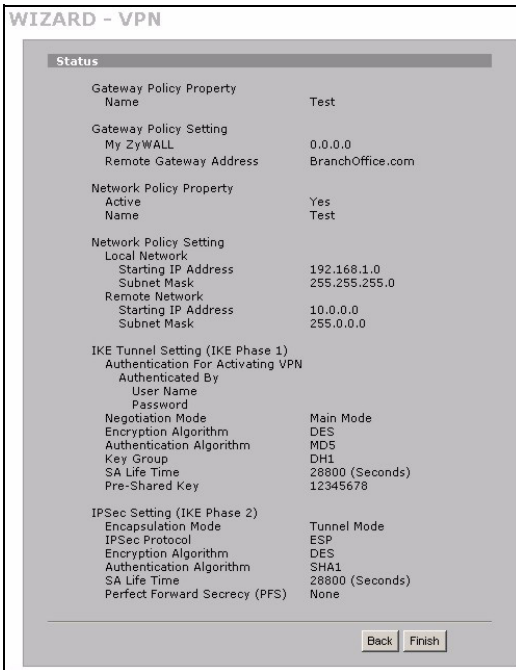 WIZARD - VPN
Status
Gateway Policy Property
Name Test
Gateway Policy Setting
My ZyWALL 0.0.0.0
Remote Gateway Address BranchOffice.com
Network Policy Property
Active Yes
Name Test
Network Policy Setting
Local Network
Starting IP Address 192.168.1.0
Subnet Mask 255.255.255.0
Remote Network
Starting IP Address 10.0.0.0
Subnet Mask 255.0.0.0
IKE Tunnel Setting (IKE Phase 1)
Authentication For Activating VPN
Authenticated By
User Name
Password
Negotiation Mode Main Mode
Encryption Algorithm DES
Authentication Algorithm MD5
Key Group DH1
SA Life Time 28800 (Seconds)
Pre-Shared Key 12345678
IPSec Setting (IKE Phase 2)
Encapsulation Mode Tunnel Mode
IPSec Protocol ESP
Encryption Algorithm DES
Authentication Algorithm SHA1
SA Life Time 28800 (Seconds)
Perfect Forward Secrecy (PFS) None
Back Finish